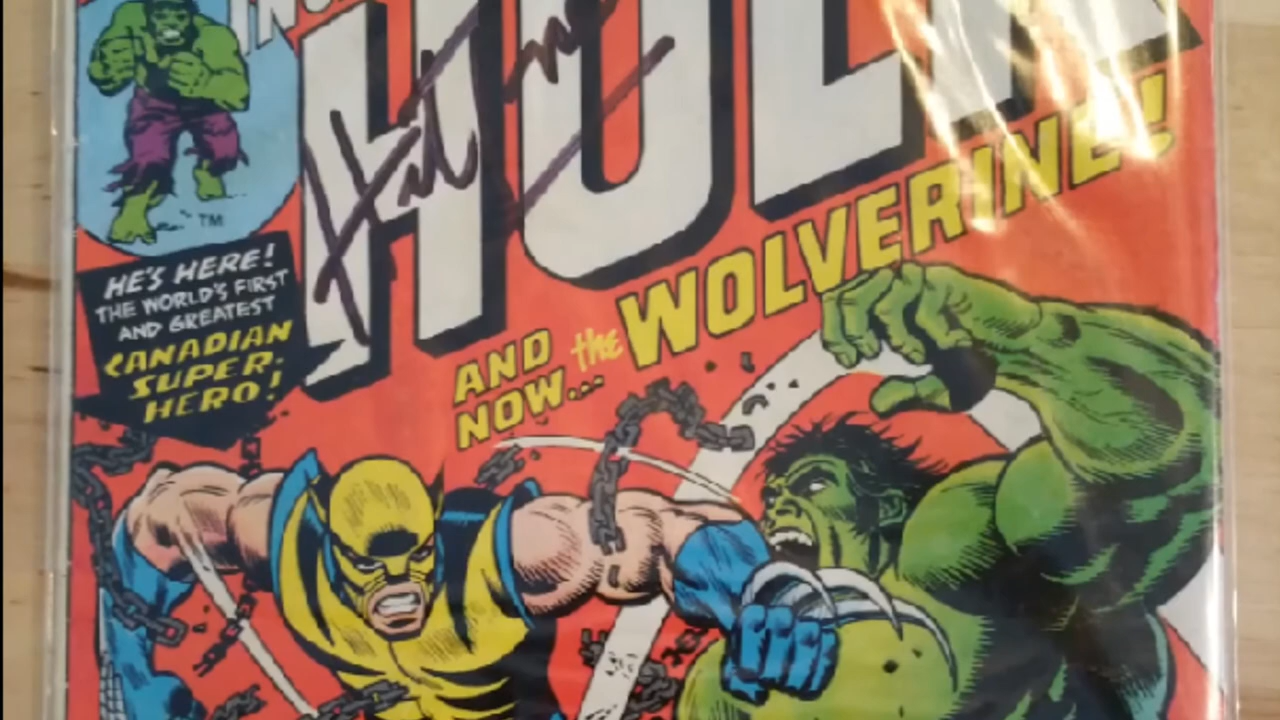 HULK
AND NOW... the WOLVERINE!
TM
HE'S HERE!
THE WORLD'S FIRST
AND GREATEST
CANADIAN
SUPER-
HERO!